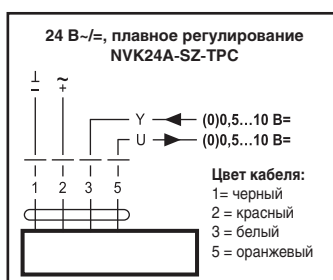 24 В~/=, плавное регулирование
NVK24A-SZ-TPC
⊥ ~
− +
Y (0)0,5...10 В=
U (0)0,5...10 В=
1 2 3 5
Цвет кабеля:
1= черный
2 = красный
3 = белый
5 = оранжевый